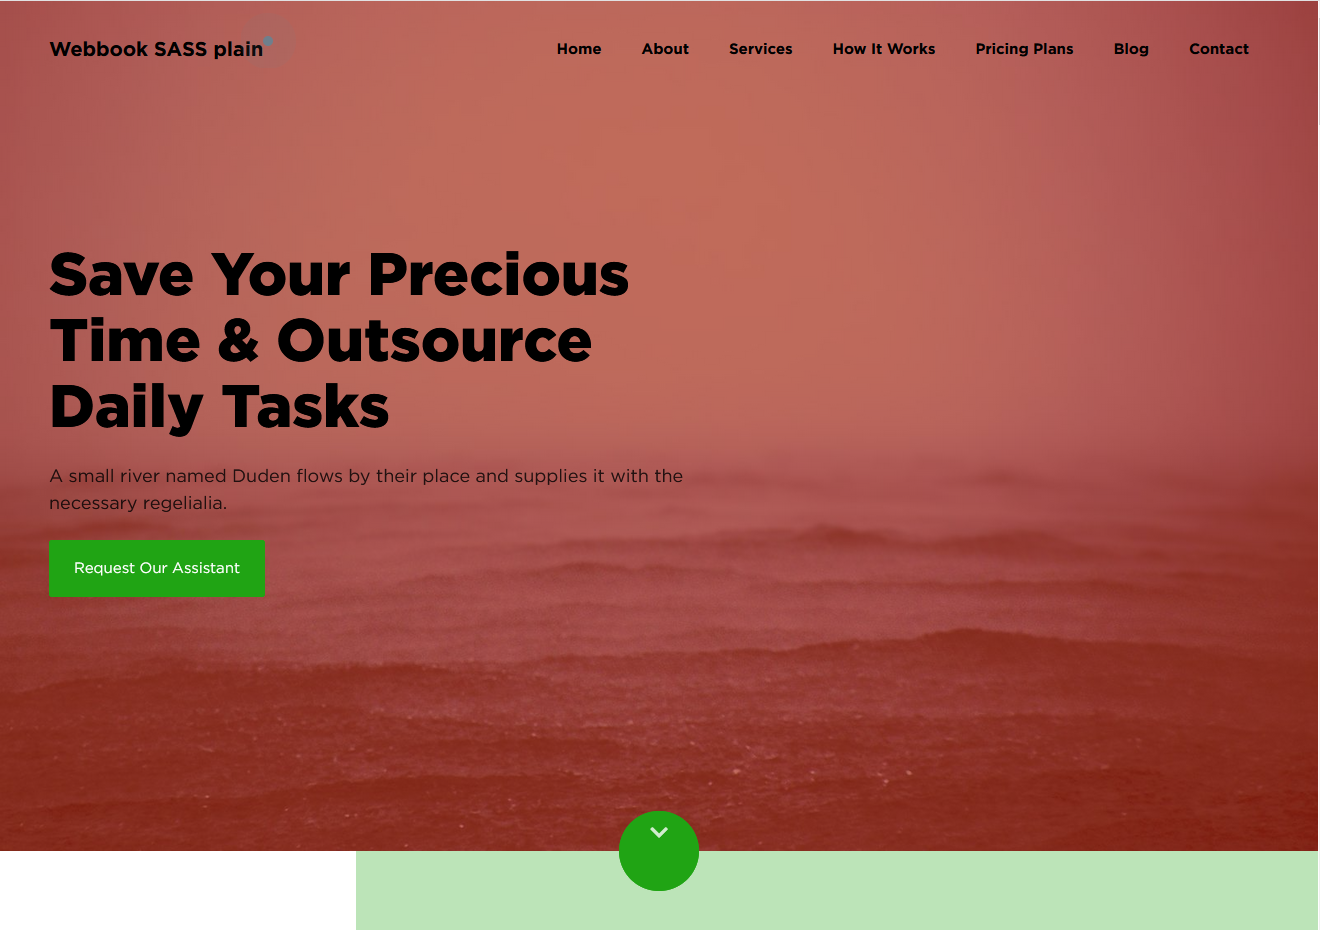 Webbook SASS plain
Home About Services How It Works Pricing Plans Blog Contact
Save Your Precious
Time & Outsource
Daily Tasks
A small river named Duden flows by their place and supplies it with the
necessary regelialia.
Request Our Assistant